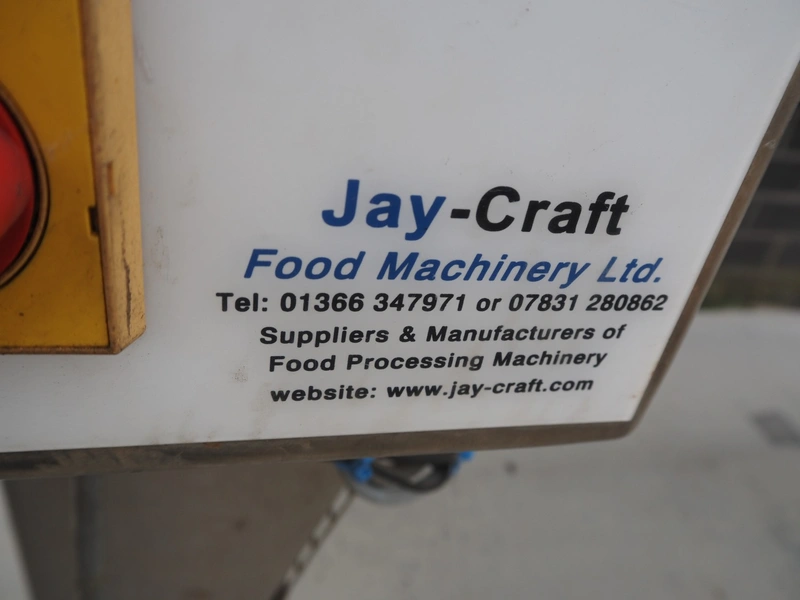 Jay-Craft
Food Machinery Ltd.
Tel: 01366 347971 or 07831 280862
Suppliers & Manufacturers of
Food Processing Machinery
website: www.jay-craft.com